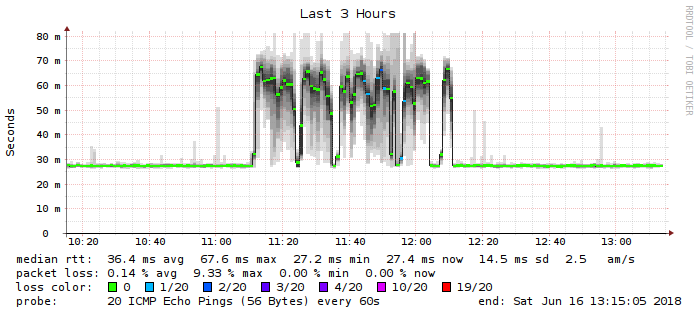 Last 3 Hours
RRDTOOL / TOBI OETIKER
Seconds
80 m
70 m
60 m
50 m
40 m
30 m
20 m
10 m
0
10:20 10:40 11:00 11:20 11:40 12:00 12:20 12:40 13:00
median rtt: 36.4 ms avg 67.6 ms max 27.2 ms min 27.4 ms now 14.5 ms sd 2.5 am/s
packet loss: 0.14 % avg 9.33 % max 0.00 % min 0.00 % now
loss color: 0 1/20 2/20 3/20 4/20 10/20 19/20
probe: 20 ICMP Echo Pings (56 Bytes) every 60s end: Sat Jun 16 13:15:05 2018